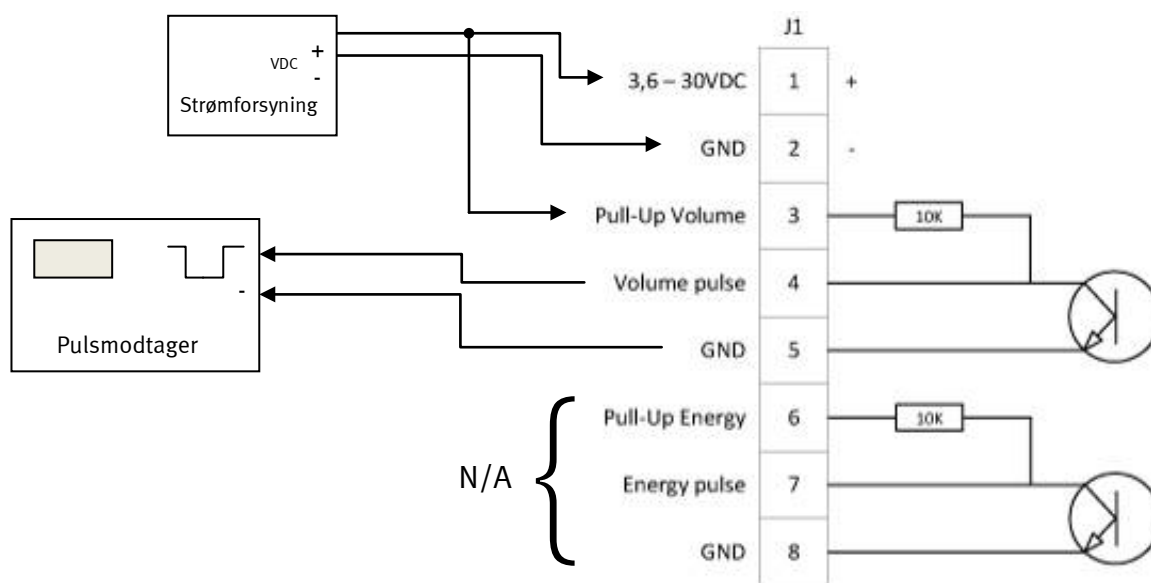 VDC
+
-
Strømforsyning
Pulsmodtager
-
N/A
J1
3,6 – 30VDC 1 +
GND 2 -
Pull-Up Volume 3 10K
Volume pulse 4
GND 5
Pull-Up Energy 6 10K
Energy pulse 7
GND 8